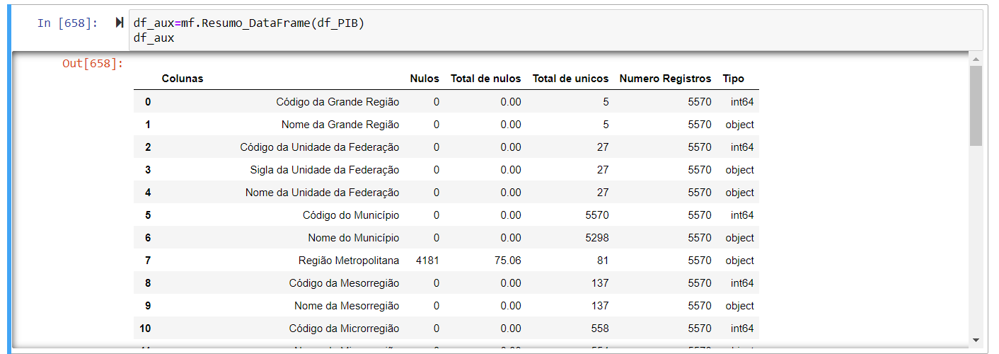 In [658]: df_aux=mf.Resumo_DataFrame(df_PIB)
df_aux
Out[658]:
Colunas Nulos Total de nulos Total de unicos Numero Registros Tipo
0 Código da Grande Região 0 0.00 5 5570 int64
1 Nome da Grande Região 0 0.00 5 5570 object
2 Código da Unidade da Federação 0 0.00 27 5570 int64
3 Sigla da Unidade da Federação 0 0.00 27 5570 object
4 Nome da Unidade da Federação 0 0.00 27 5570 object
5 Código do Município 0 0.00 5570 5570 int64
6 Nome do Município 0 0.00 5298 5570 object
7 Região Metropolitana 4181 75.06 81 5570 object
8 Código da Mesorregião 0 0.00 137 5570 int64
9 Nome da Mesorregião 0 0.00 137 5570 object
10 Código da Microrregião 0 0.00 558 5570 int64